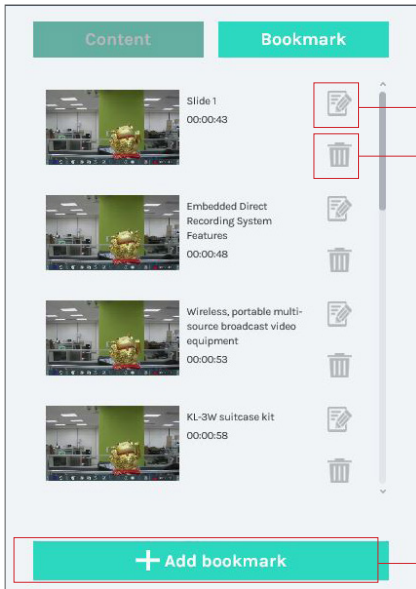 Content
Bookmark
Slide 1
00:00:43
Embedded Direct
Recording System
Features
00:00:48
Wireless, portable multi-
source broadcast video
equipment
00:00:53
KL-3W suitcase kit
00:00:58
Add bookmark